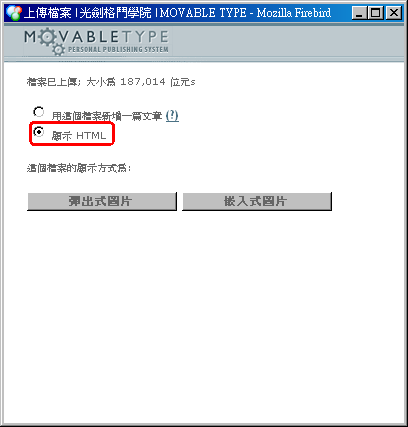 上傳檔案 | 光劍格鬥學院 | MOVABLE TYPE - Mozilla Firebird
MOVABLETYPE
PERSONAL PUBLISHING SYSTEM
檔案已上傳; 大小為 187,014 位元s
用這個檔案新增一篇文章 (?)
顯示 HTML
這個檔案的顯示方式為:
彈出式圖片 嵌入式圖片